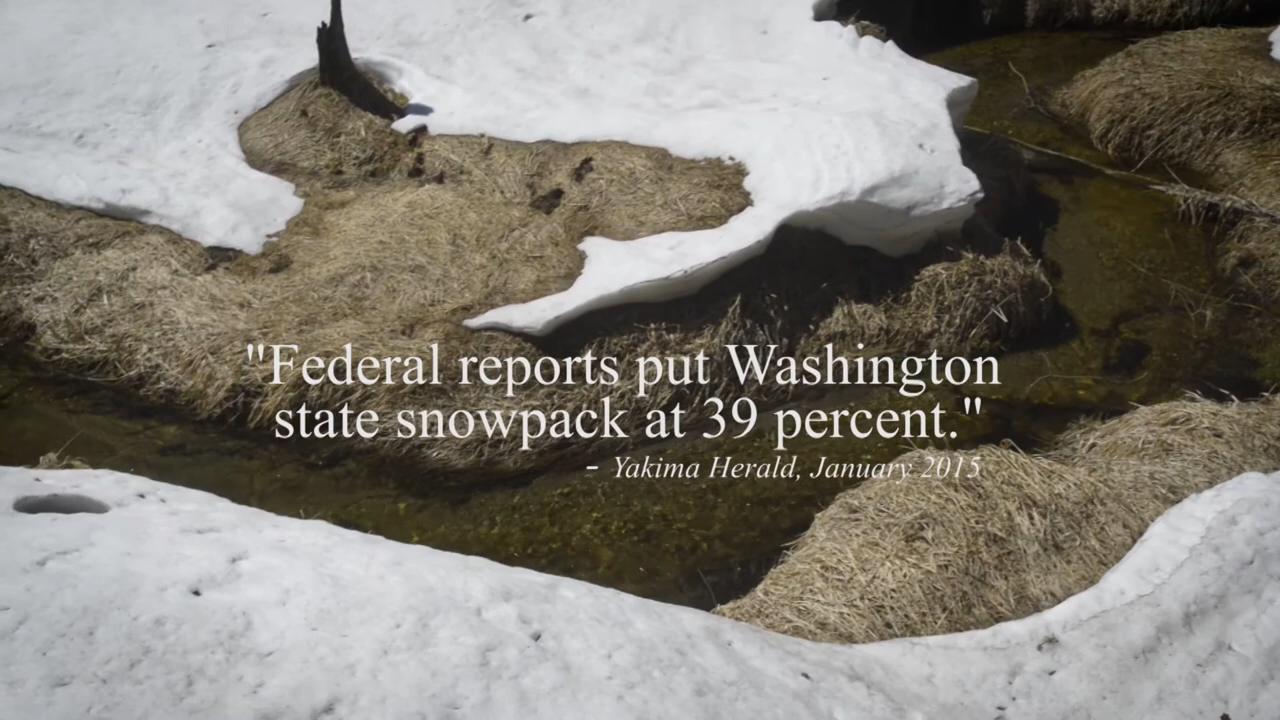 "Federal reports put Washington
state snowpack at 39 percent."
- Yakima Herald, January 2015